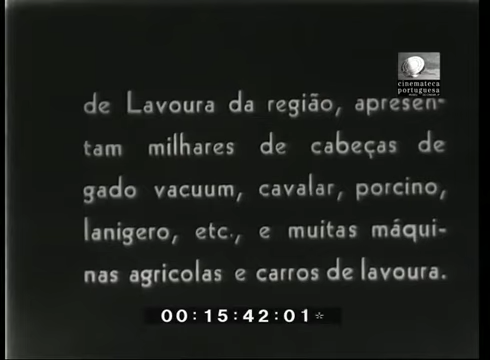 cinemateca
portuguesa
de Lavoura da região, apresen-
tam milhares de cabeças de
gado vacuum, cavalar, porcino,
lanigero, etc., e muitas máqui-
nas agricolas e carros de lavoura.
00:15:42:01☆